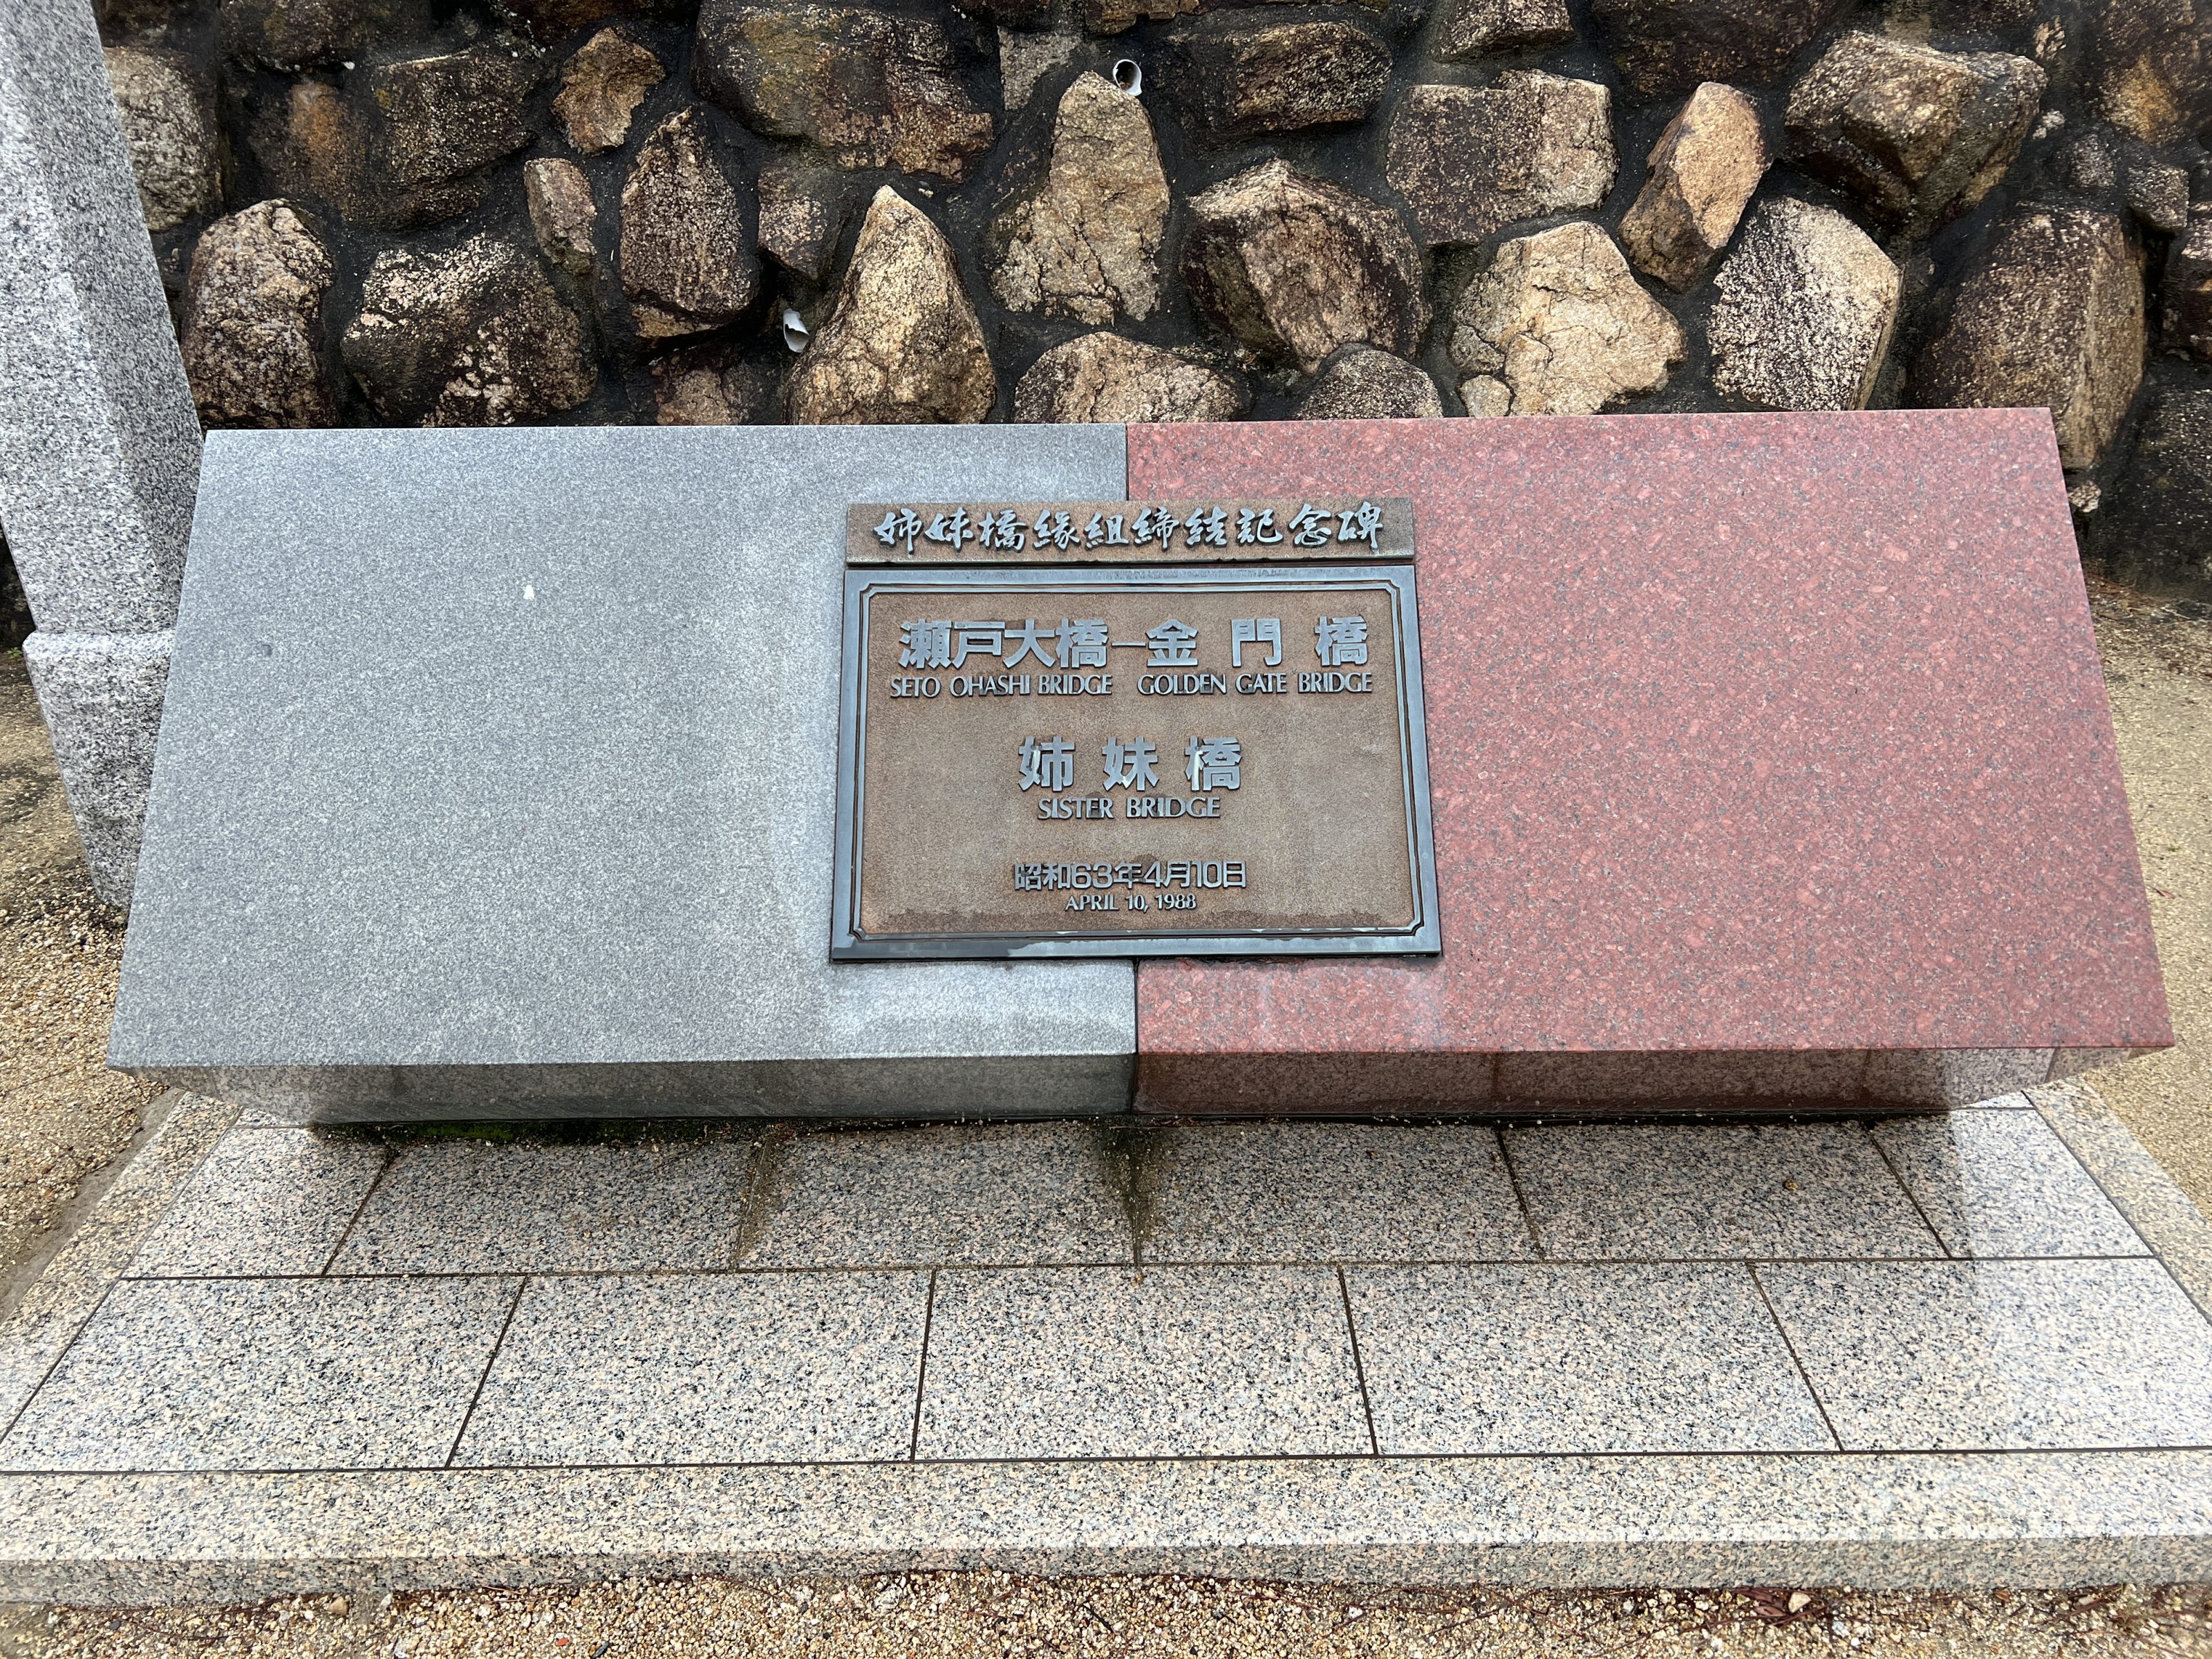 姉妹橋縁組締結記念碑
瀬戸大橋―金門橋
SETO OHASHI BRIDGE GOLDEN GATE BRIDGE
姉妹橋
SISTER BRIDGE
昭和63年4月10日
APRIL 10, 1988